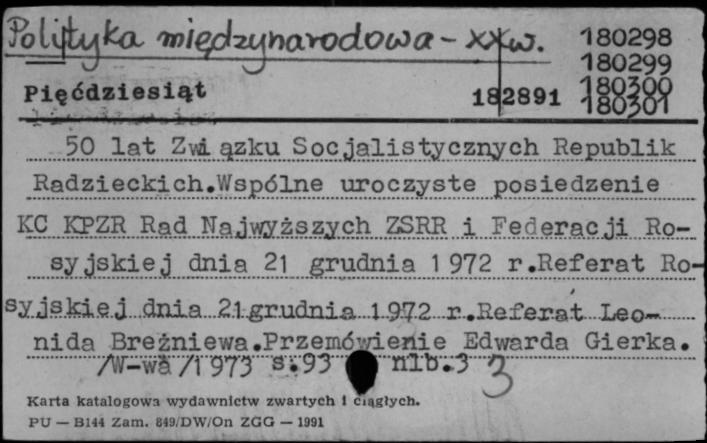 Polityka międzynarodowa - XX w. 180298
180299
Pięćdziesiąt 182891 180300
180301
50 lat Związku Socjalistycznych Republik
Radzieckich.Wspólne uroczyste posiedzenie
KC KPZR Rad Najwyższych ZSRR i Federacji Ro-
syjskiej dnia 21 grudnia 1972 r.Referat Ro-
syjskiej dnia 21 grudnia 1972 r.Referat Leo-
nida Breżniewa.Przemówienie Edwarda Gierka.
/W-wa/1973 s.93 nlb.3 3
Karta katalogowa wydawnictw zwartych i ciągłych.
PU — B144 Zam. 849/DW/On ZGG — 1991